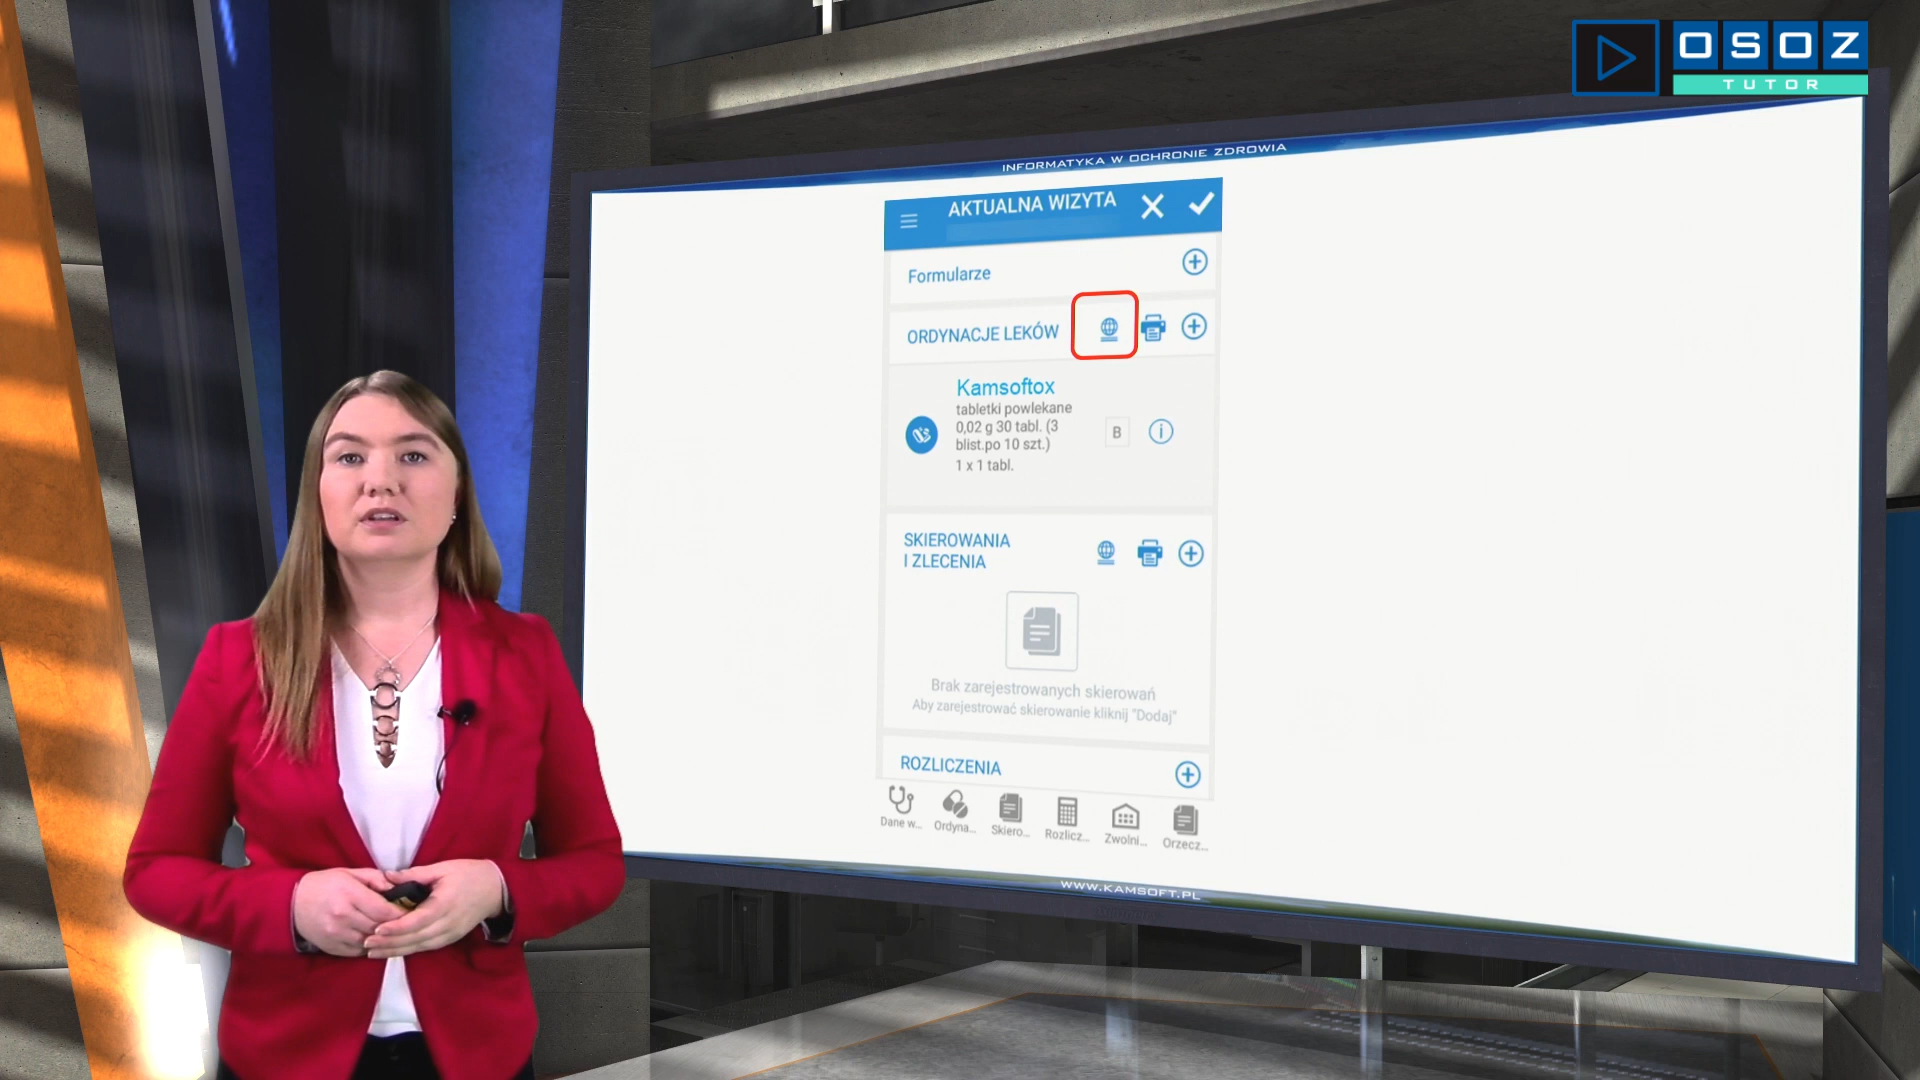 OSOZ
TUTOR
INFORMATYKA W OCHRONIE ZDROWIA
AKTUALNA WIZYTA
Formularze
ORDYNACJE LEKÓW
Kamsoftox
tabletki powlekane
0,02 g 30 tabl. (3
blist.po 10 szt.)
1 x 1 tabl.
B
SKIEROWANIA
I ZLECENIA
Brak zarejestrowanych skierowań
Aby zarejestrować skierowanie kliknij "Dodaj"
ROZLICZENIA
Dane w... Ordyna... Skiero... Rozlicz... Zwolni... Orzecz...
WWW.KAMSOFT.PL